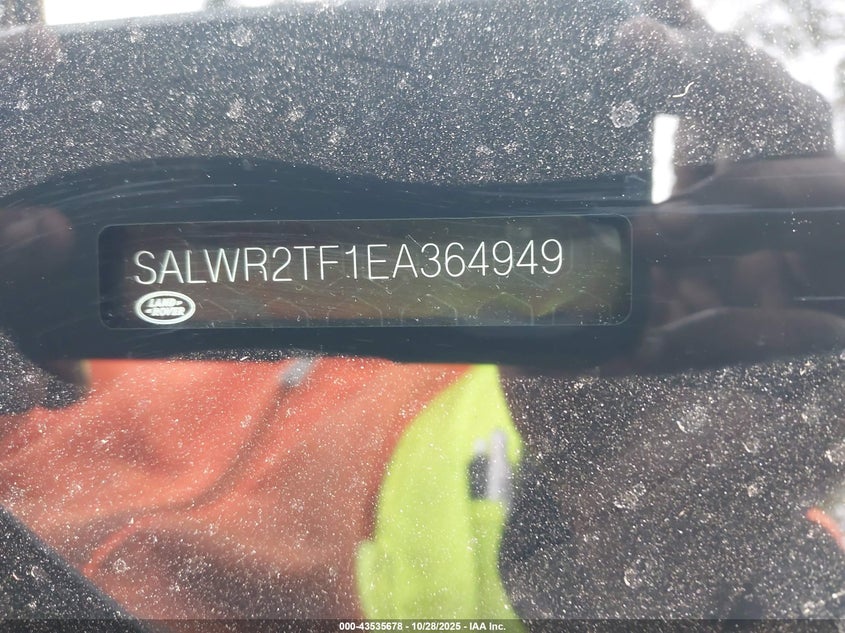 SALWR2TF1EA364949
LAND-
-ROVER
000-43535678 - 10/28/2025 - IAA Inc.